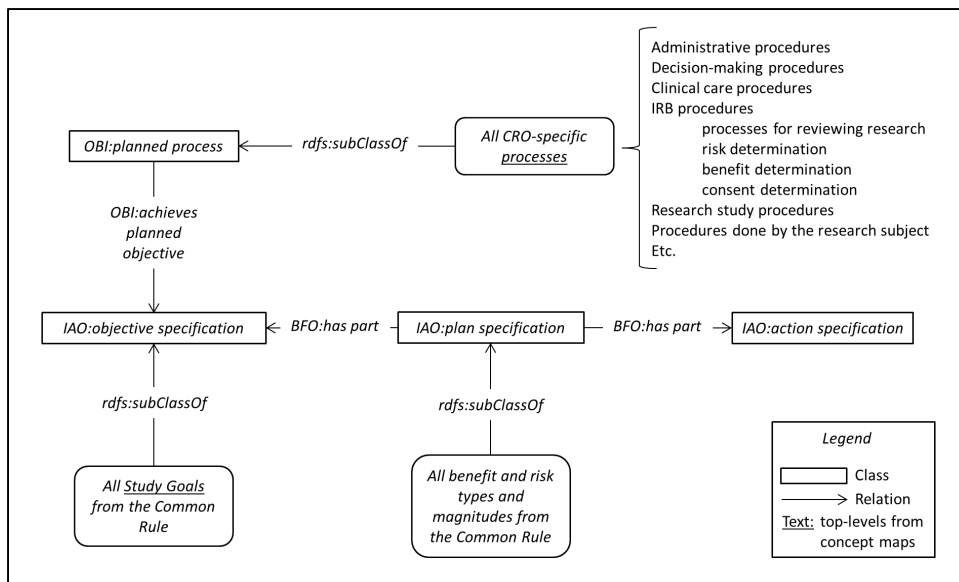 Administrative procedures
Decision-making procedures
Clinical care procedures
IRB procedures
processes for reviewing research
risk determination
benefit determination
consent determination
Research study procedures
Procedures done by the research subject
Etc.
All CRO-specific
processes
rdfs:subClassOf
OBI:planned process
OBI:achieves
planned
objective
IAO:objective specification
BFO:has part
IAO:plan specification
BFO:has part
IAO:action specification
rdfs:subClassOf
rdfs:subClassOf
All Study Goals
from the Common
Rule
All benefit and risk
types and
magnitudes from
the Common Rule
Legend
Class
Relation
Text: top-levels from
concept maps